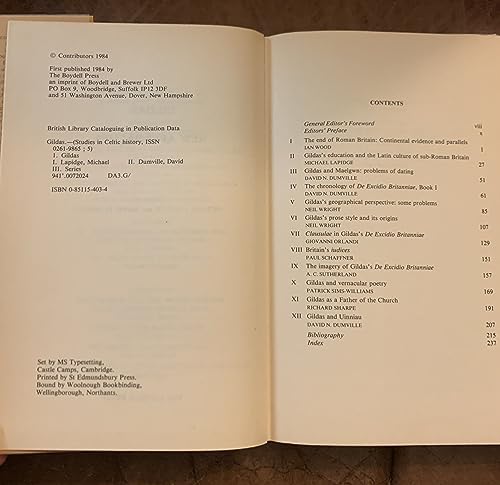 © Contributors 1984
First published 1984 by
The Boydell Press
an imprint of Boydell and Brewer Ltd
PO Box 9, Woodbridge, Suffolk IP12 3DF
and 51 Washington Avenue, Dover, New Hampshire
British Library Cataloguing in Publication Data
Gildas.—(Studies in Celtic history, ISSN
0261-9865 ; 5)
1. Gildas
I. Lapidge, Michael II. Dumville, David
III. Series
941'.0072024 DA3.G/
ISBN 0-85115-403-4
Set by MS Typesetting,
Castle Camps, Cambridge.
Printed by St Edmundsbury Press.
Bound by Woolnough Bookbinding,
Wellingborough, Northants.
CONTENTS
General Editor's Foreword viii
Editors' Preface x
I The end of Roman Britain: Continental evidence and parallels
IAN WOOD 1
II Gildas's education and the Latin culture of sub-Roman Britain
MICHAEL LAPIDGE 27
III Gildas and Maelgwn: problems of dating
DAVID N. DUMVILLE 51
IV The chronology of De Excidio Britanniae, Book I
DAVID N. DUMVILLE 61
V Gildas's geographical perspective: some problems
NEIL WRIGHT 85
VI Gildas's prose style and its origins
NEIL WRIGHT 107
VII Clausulae in Gildas's De Excidio Britanniae
GIOVANNI ORLANDI 129
VIII Britain's iudices
PAUL SCHAFFNER 151
IX The imagery of Gildas's De Excidio Britanniae
A. C. SUTHERLAND 157
X Gildas and vernacular poetry
PATRICK SIMS-WILLIAMS 169
XI Gildas as a Father of the Church
RICHARD SHARPE 191
XII Gildas and Uinniau
DAVID N. DUMVILLE 207
Bibliography 215
Index 237